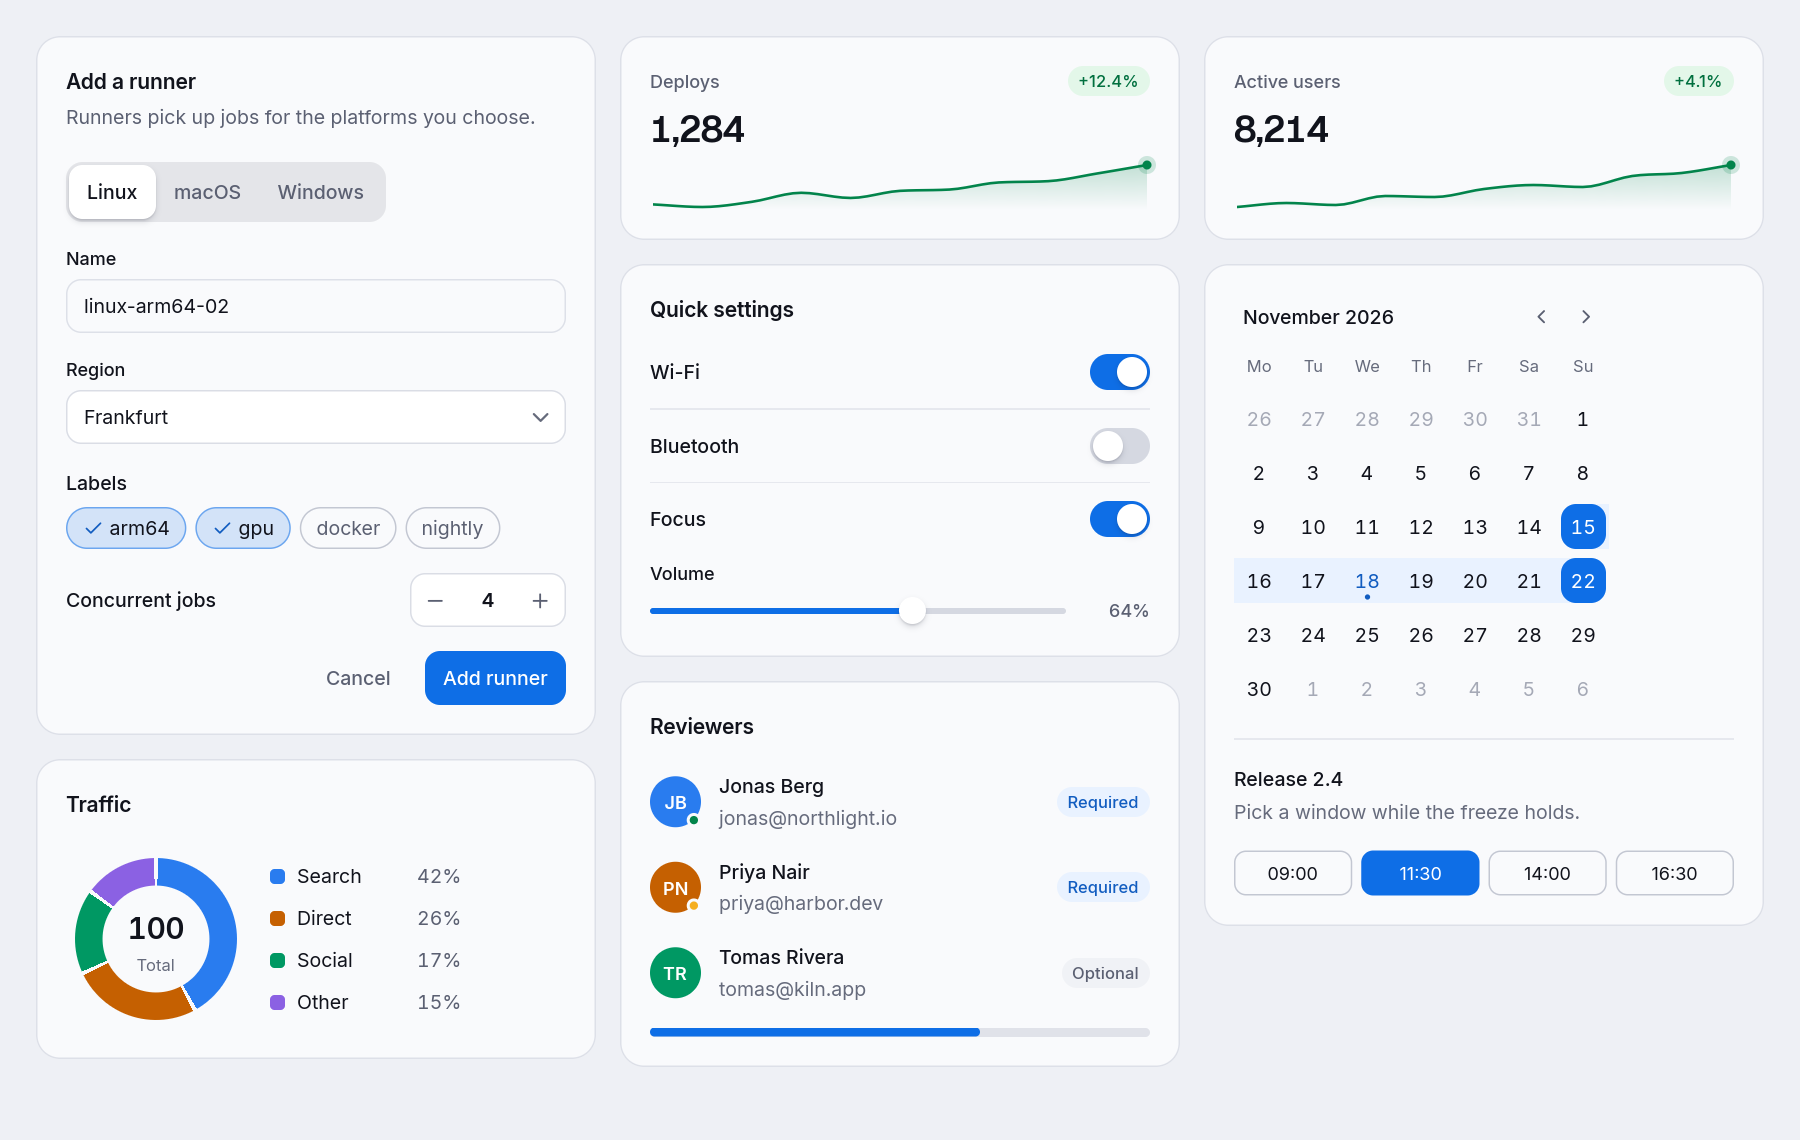 Add a runner
Runners pick up jobs for the platforms you choose.
Linux macOS Windows
Name
linux-arm64-02
Region
Frankfurt
Labels
arm64 gpu docker nightly
Concurrent jobs 4
Cancel Add runner
Traffic
100
Total
Search 42%
Direct 26%
Social 17%
Other 15%
Deploys +12.4%
1,284
Quick settings
Wi-Fi
Bluetooth
Focus
Volume
64%
Reviewers
JB
Jonas Berg
jonas@northlight.io
Required
PN
Priya Nair
priya@harbor.dev
Required
TR
Tomas Rivera
tomas@kiln.app
Optional
Active users +4.1%
8,214
November 2026
Mo Tu We Th Fr Sa Su
26 27 28 29 30 31 1
2 3 4 5 6 7 8
9 10 11 12 13 14 15
16 17 18 19 20 21 22
23 24 25 26 27 28 29
30 1 2 3 4 5 6
Release 2.4
Pick a window while the freeze holds.
09:00 11:30 14:00 16:30